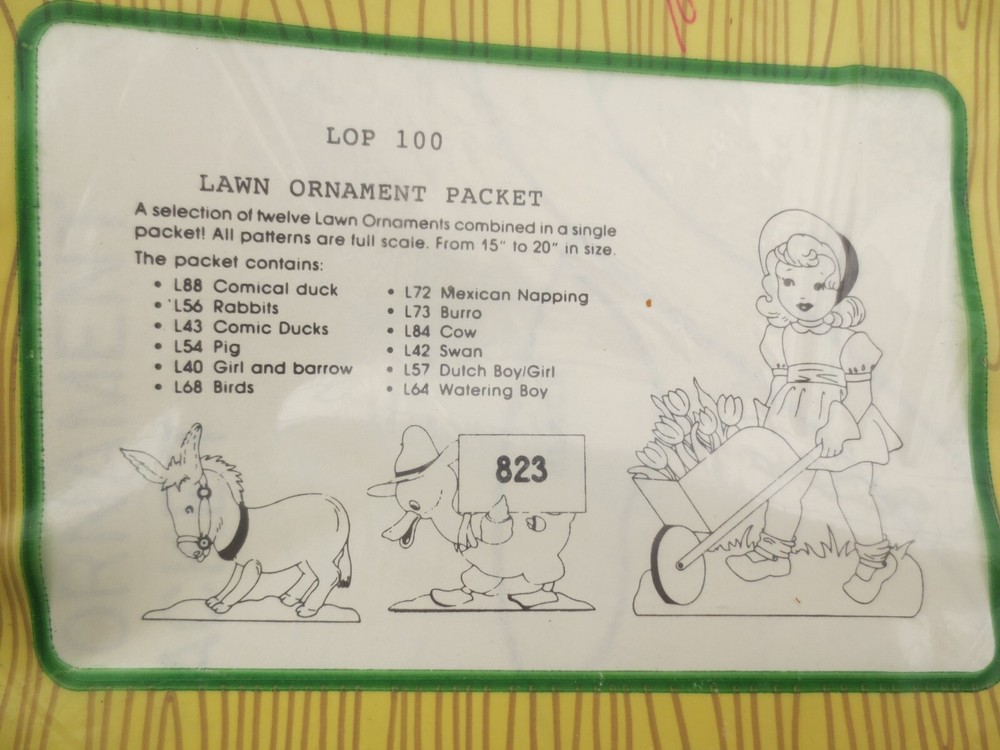 LOP 100
LAWN ORNAMENT PACKET
A selection of twelve Lawn Ornaments combined in a single
packet! All patterns are full scale. From 15" to 20" in size.
The packet contains:
• L88 Comical duck
• L56 Rabbits
• L43 Comic Ducks
• L54 Pig
• L40 Girl and barrow
• L68 Birds
• L72 Mexican Napping
• L73 Burro
• L84 Cow
• L42 Swan
• L57 Dutch Boy/Girl
• L64 Watering Boy
823